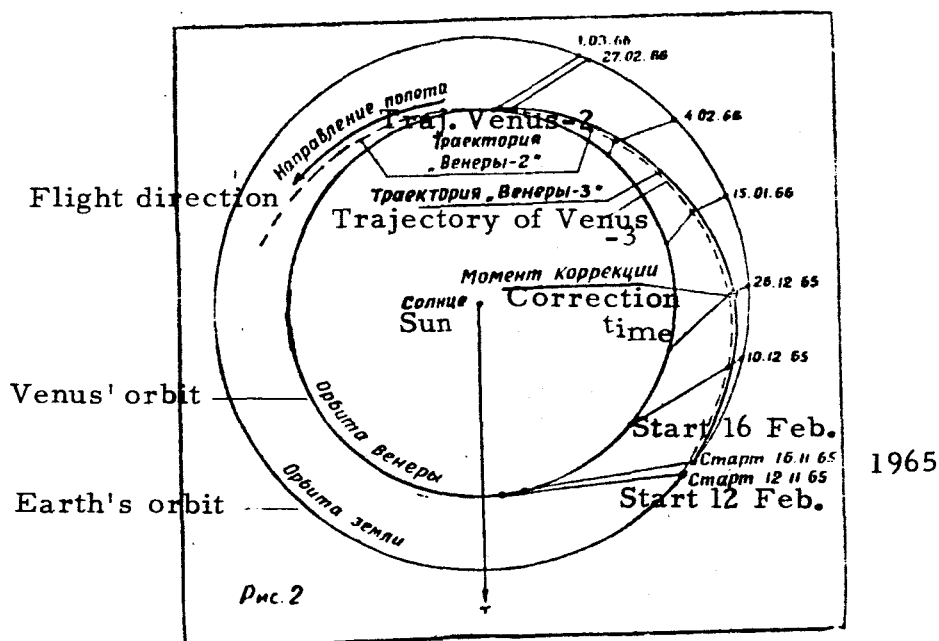 1.03.66
27.02.66
4.02.66
Направление полота
Traj. Venus-2
Траектория
„Венеры-2“
Flight direction
Траектория „Венеры-3“
15.01.66
Trajectory of Venus
-3
Момент коррекции
26.12 65
Солнце
Correction
Sun
time
10.12 65
Venus' orbit
Орбита венеры
Start 16 Feb.
Старт 16.11 65
1965
Старт 12 11 65
Earth's orbit
Орбита земли
Start 12 Feb.
Рис. 2
♈